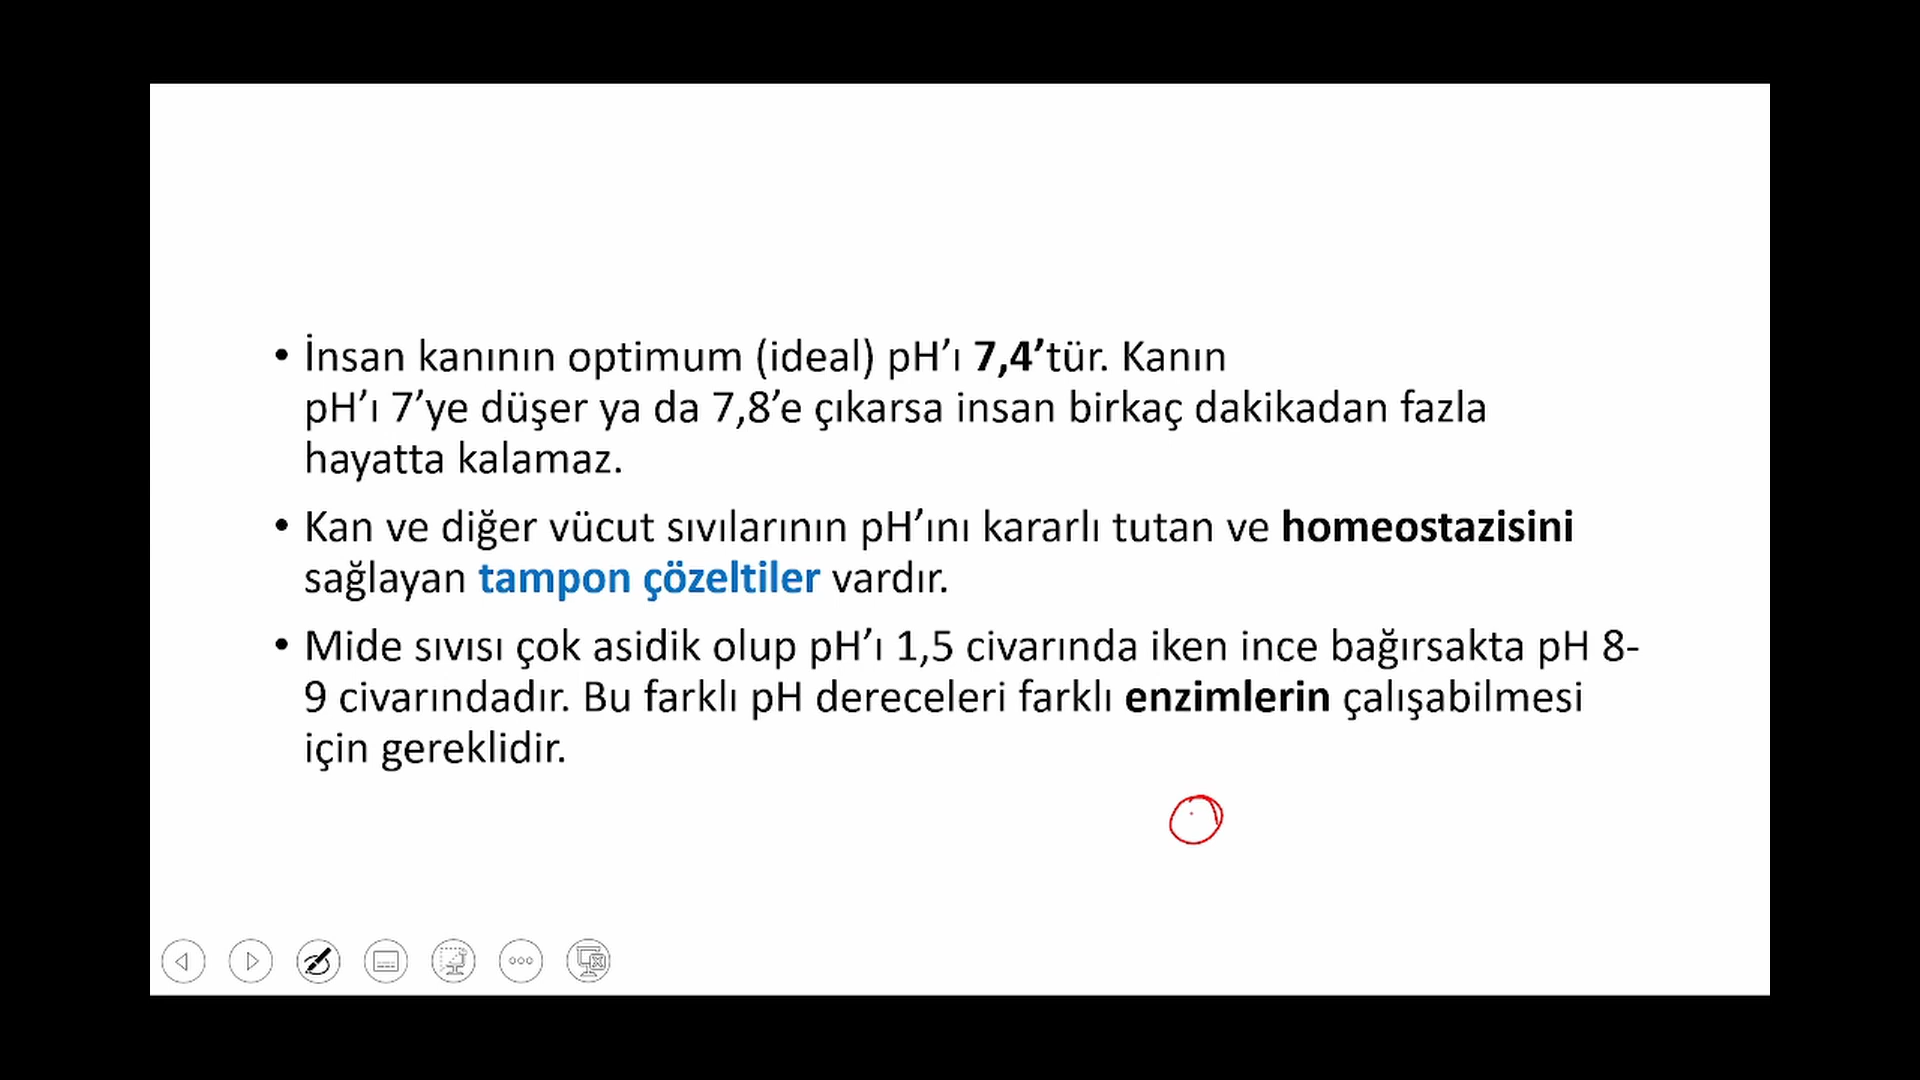 • İnsan kanının optimum (ideal) pH’ı 7,4’tür. Kanın
pH’ı 7’ye düşer ya da 7,8’e çıkarsa insan birkaç dakikadan fazla
hayatta kalamaz.
• Kan ve diğer vücut sıvılarının pH’ını kararlı tutan ve homeostazisini
sağlayan tampon çözeltiler vardır.
• Mide sıvısı çok asidik olup pH’ı 1,5 civarında iken ince bağırsakta pH 8-
9 civarındadır. Bu farklı pH dereceleri farklı enzimlerin çalışabilmesi
için gereklidir.